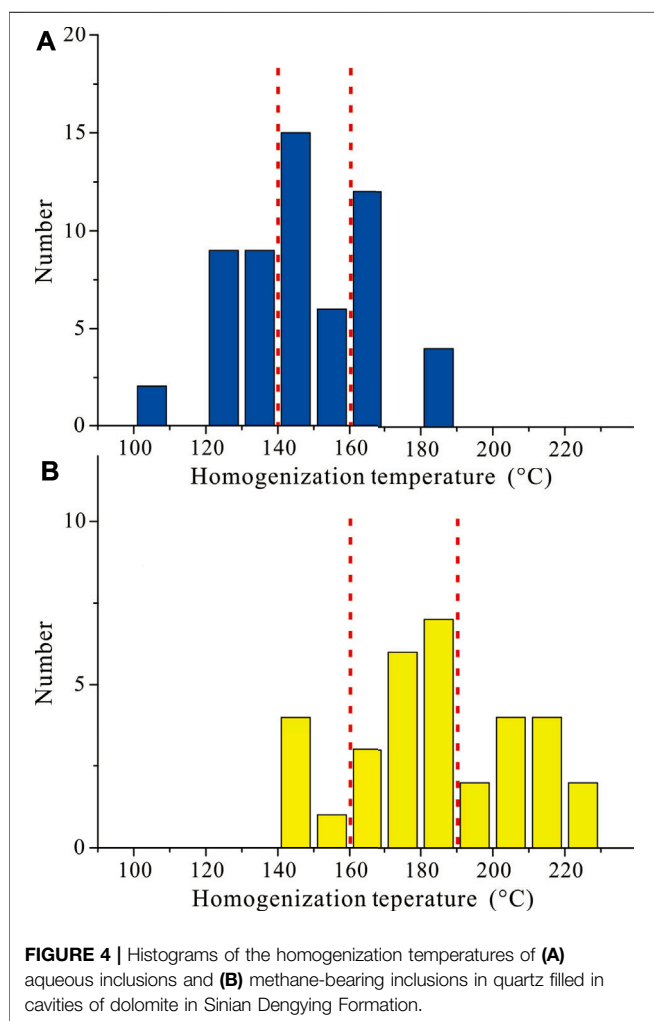 A
20
15
10
5
0
Number
100 120 140 160 180 200 220
Homogenization temperature (°C)
B
10
5
0
Number
100 120 140 160 180 200 220
Homogenization teperature (°C)
FIGURE 4 | Histograms of the homogenization temperatures of (A)
aqueous inclusions and (B) methane-bearing inclusions in quartz filled in
cavities of dolomite in Sinian Dengying Formation.